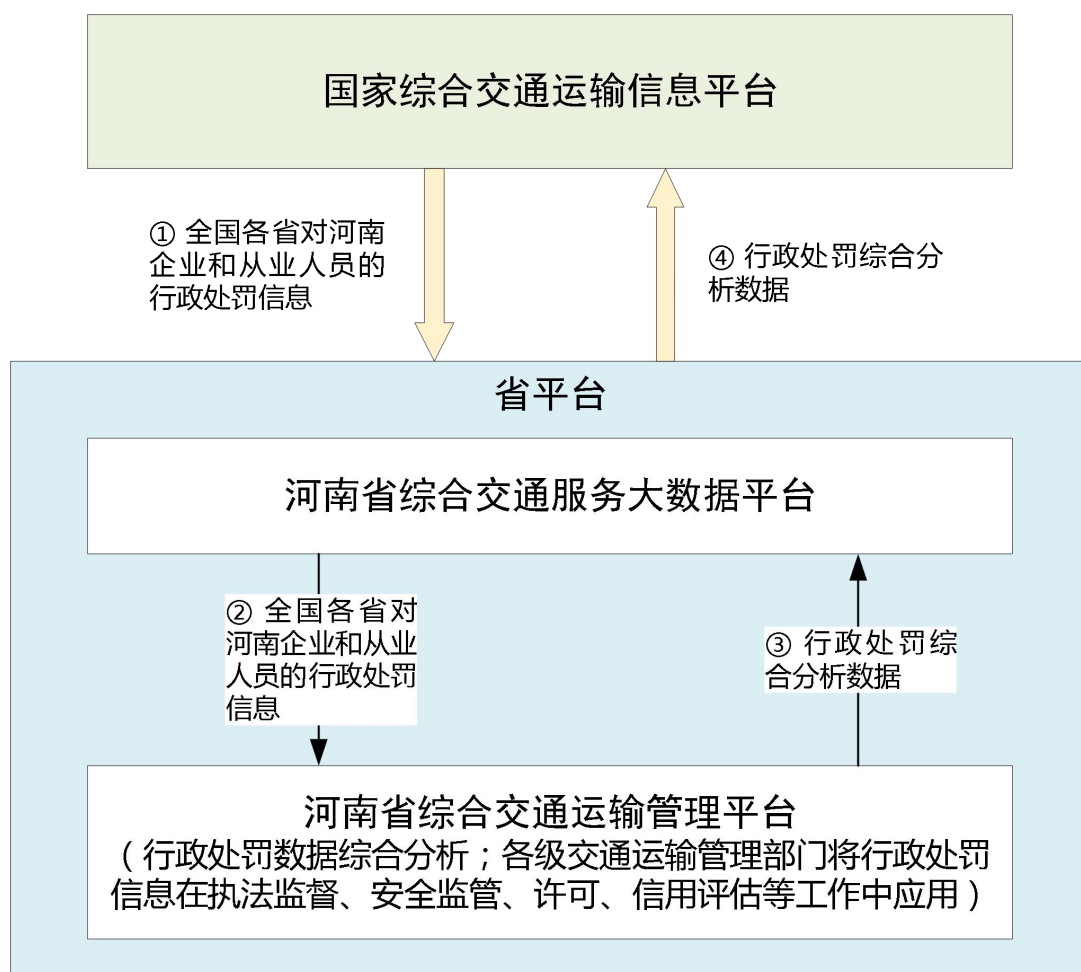 国家综合交通运输信息平台
① 全国各省对河南
企业和从业人员的
行政处罚信息
④ 行政处罚综合分
析数据
省平台
河南省综合交通服务大数据平台
② 全国各省对
河南企业和从业
人员的行政处罚
信息
③ 行政处罚综
合分析数据
河南省综合交通运输管理平台
（行政处罚数据综合分析；各级交通运输管理部门将行政处罚
信息在执法监督、安全监管、许可、信用评估等工作中应用）